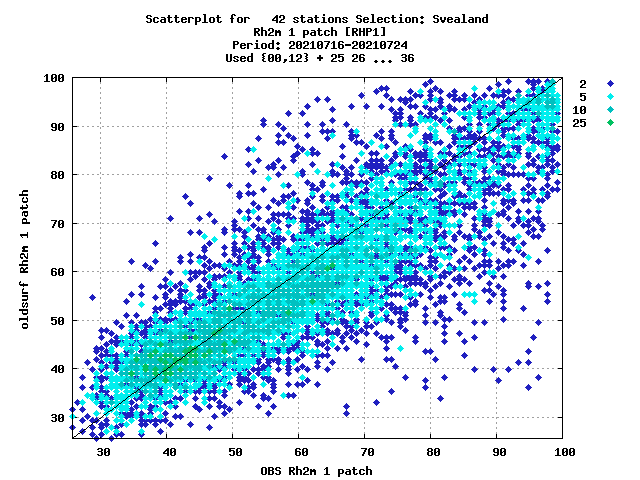 Scatterplot for   42 stations Selection: Svealand
Rh2m 1 patch [RHP1]
Period: 20210716-20210724
Used {00,12} + 25 26 ... 36
100
90
80
70
60
50
40
30
oldsurf Rh2m 1 patch
2
5
10
25
30 40 50 60 70 80 90 100
OBS Rh2m 1 patch